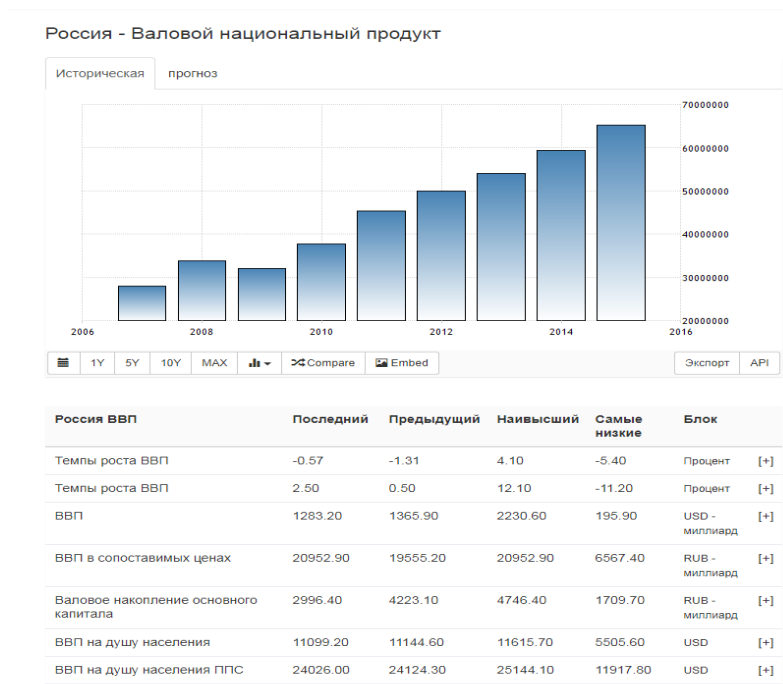 Россия - Валовой национальный продукт
Историческая прогноз
70000000
60000000
50000000
40000000
30000000
20000000
2006 2008 2010 2012 2014 2016
1Y 5Y 10Y MAX Compare Embed Экспорт API
Россия ВВП Последний Предыдущий Наивысший Самые низкие Блок
Темпы роста ВВП -0.57 -1.31 4.10 -5.40 Процент [+]
Темпы роста ВВП 2.50 0.50 12.10 -11.20 Процент [+]
ВВП 1283.20 1365.90 2230.60 195.90 USD - миллиард [+]
ВВП в сопоставимых ценах 20952.90 19555.20 20952.90 6567.40 RUB - миллиард [+]
Валовое накопление основного капитала 2996.40 4223.10 4746.40 1709.70 RUB - миллиард [+]
ВВП на душу населения 11099.20 11144.60 11615.70 5505.60 USD [+]
ВВП на душу населения ППС 24026.00 24124.30 25144.10 11917.80 USD [+]